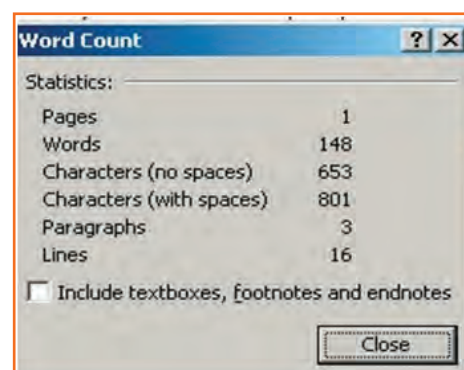 Word Count ? X
Statistics:
Pages 1
Words 148
Characters (no spaces) 653
Characters (with spaces) 801
Paragraphs 3
Lines 16
Include textboxes, footnotes and endnotes
Close